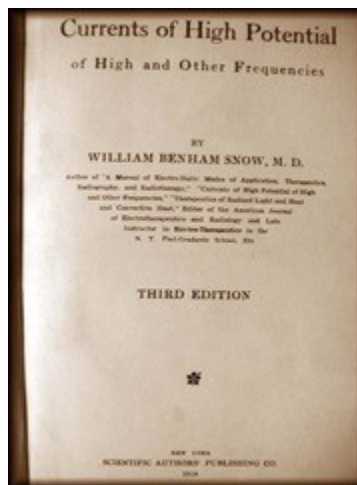 Currents of High Potential
of High and Other Frequencies
BY
WILLIAM BENHAM SNOW, M. D.
Author of "A Manual of Electro-Static Modes of Application, Therapeutics,
Radiography, and Radiotherapy," "Currents of High Potential of High
and Other Frequencies," "Therapeutics of Radiant Light and Heat
and Convective Heat," Editor of the American Journal
of Electrotherapeutics and Radiology and Late
Instructor in Electro-Therapeutics in the
N. Y. Post-Graduate School, Etc
THIRD EDITION
NEW YORK
SCIENTIFIC AUTHORS' PUBLISHING CO.